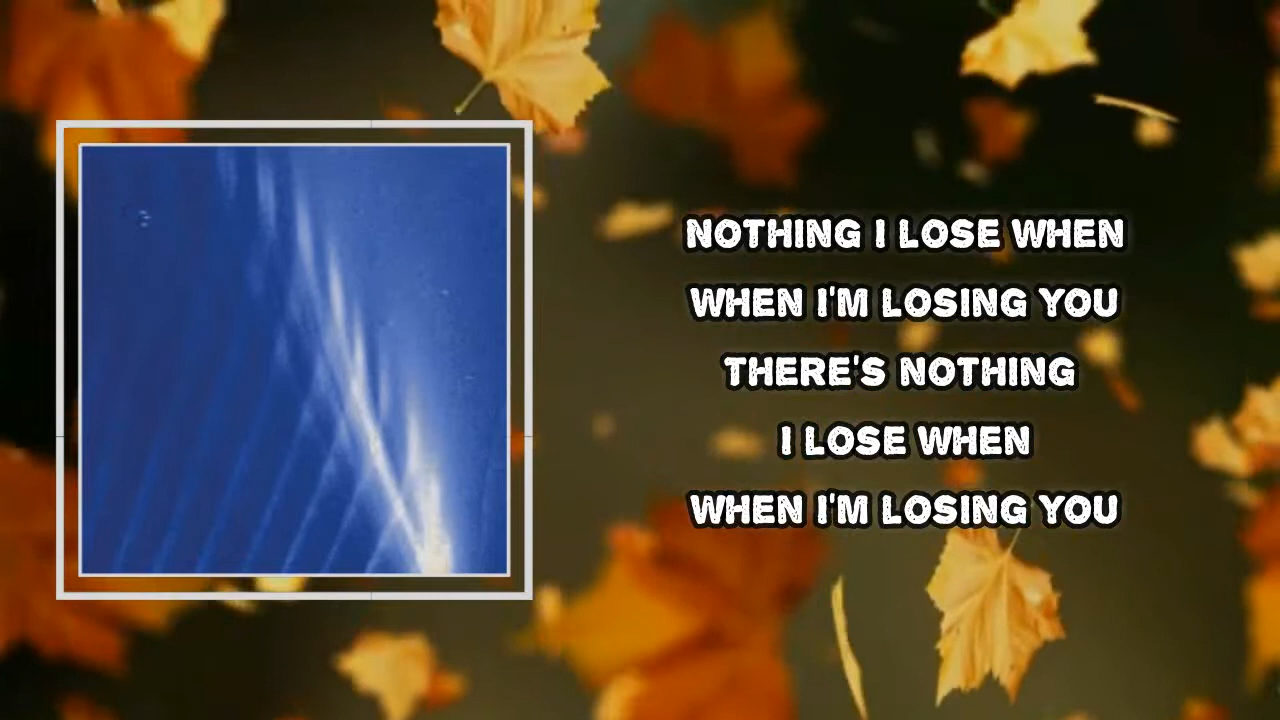 NOTHING I LOSE WHEN
WHEN I'M LOSING YOU
THERE'S NOTHING
I LOSE WHEN
WHEN I'M LOSING YOU